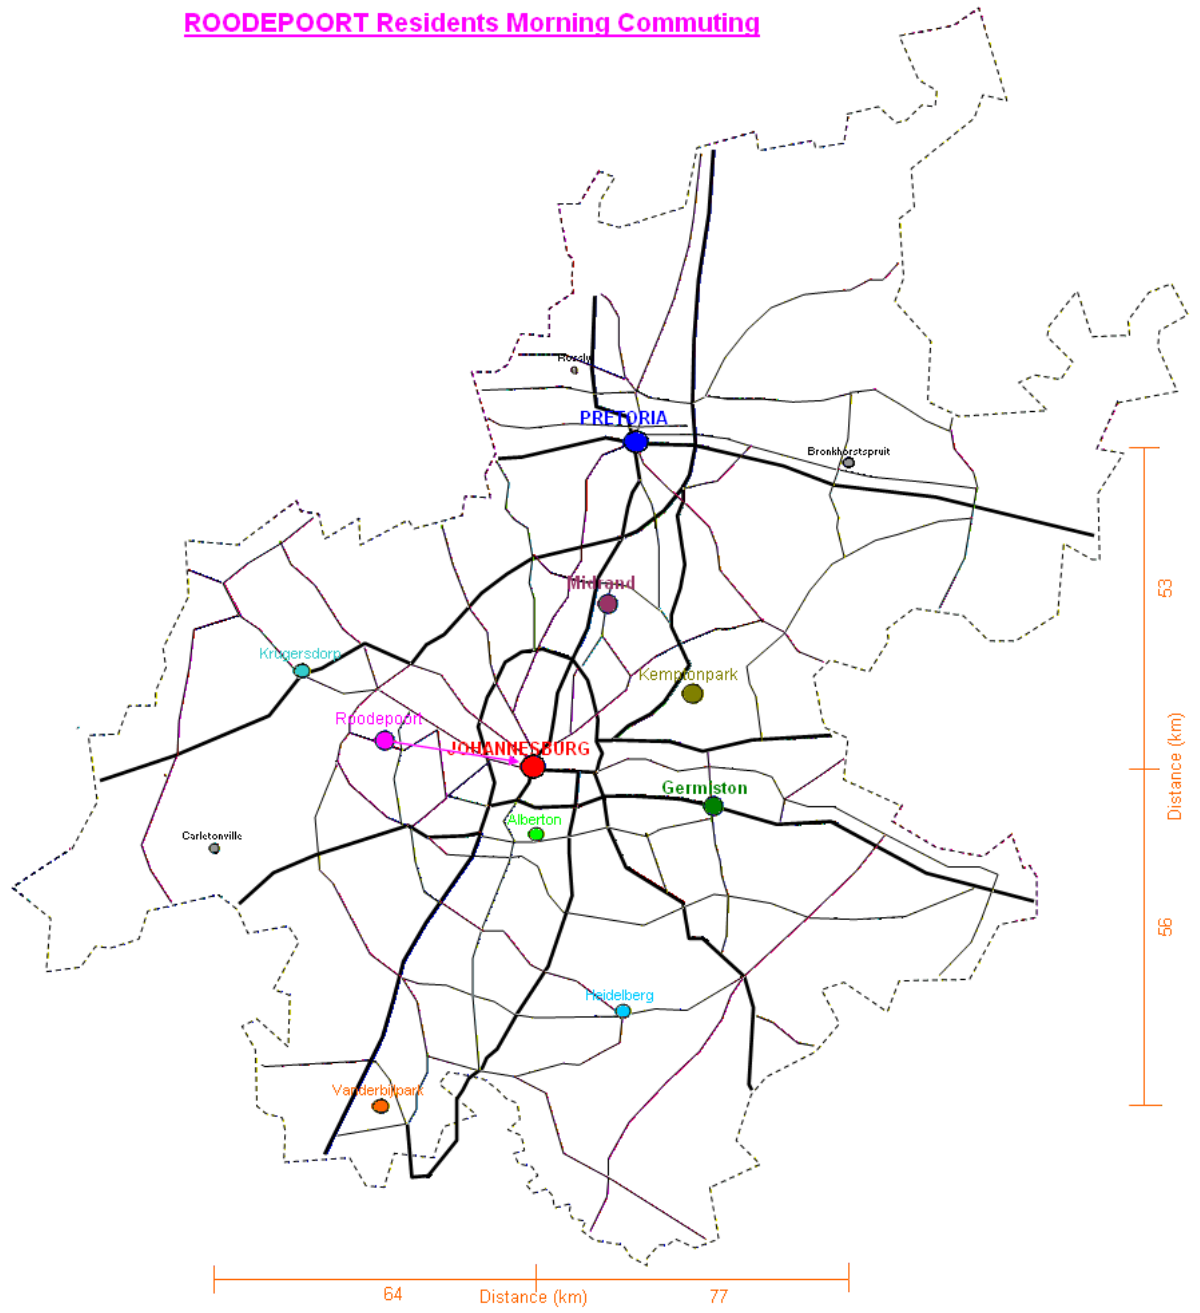 ROODEPOORT Residents Morning Commuting
Rosslyn
PRETORIA
Bronkhorstspruit
Midrand
53
Krugersdorp
Kemptonpark
Roodepoort
JOHANNESBURG
Distance (km)
Germiston
Alberton
Carletonville
56
Heidelberg
Vanderbijlpark
64
Distance (km)
77